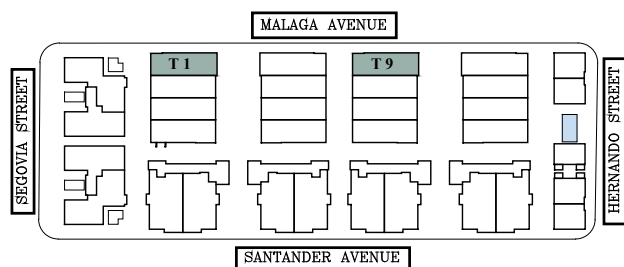 MALAGA AVENUE
T 1
T 9
SEGOVIA STREET
HERNANDO STREET
SANTANDER AVENUE